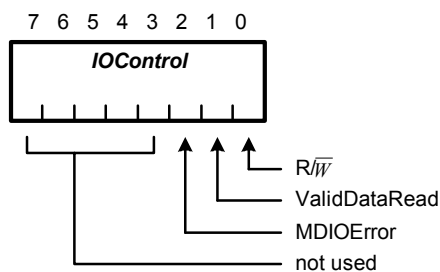 7 6 5 4 3 2 1 0
IOControl
R/W̅
ValidDataRead
MDIOError
not used